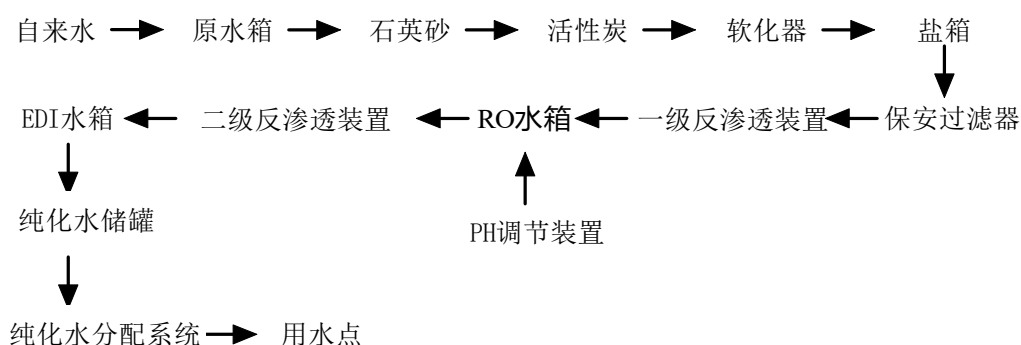 自来水 原水箱 石英砂 活性炭 软化器 盐箱
EDI水箱 二级反渗透装置 RO水箱 一级反渗透装置 保安过滤器
纯化水储罐 PH调节装置
纯化水分配系统 用水点